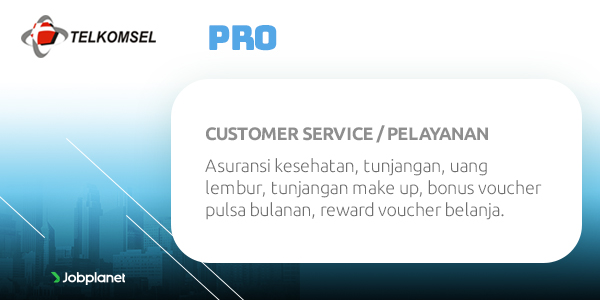 TELKOMSEL
PRO
CUSTOMER SERVICE / PELAYANAN
Asuransi kesehatan, tunjangan, uang
lembur, tunjangan make up, bonus voucher
pulsa bulanan, reward voucher belanja.
Jobplanet